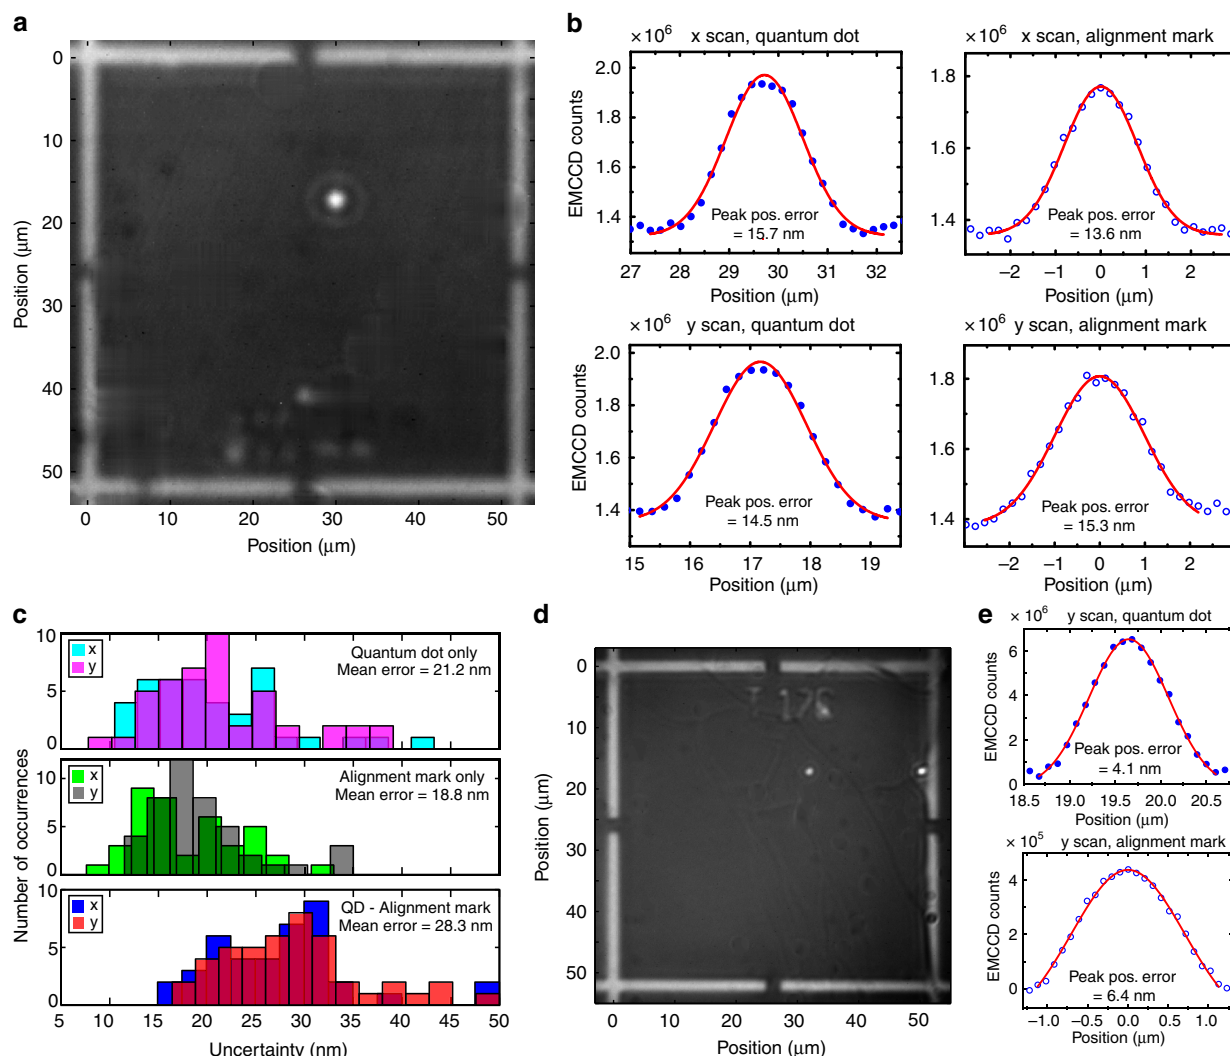 a
0
10
20
30
40
50
Position (μm)
0 10 20 30 40 50
Position (μm)
b
×10⁶ x scan, quantum dot
2.0
1.8
1.6
1.4
EMCCD counts
Peak pos. error
= 15.7 nm
27 28 29 30 31 32
Position (μm)
×10⁶ x scan, alignment mark
1.8
1.6
1.4
Peak pos. error
= 13.6 nm
−2 −1 0 1 2
Position (μm)
×10⁶ y scan, quantum dot
2.0
1.8
1.6
1.4
EMCCD counts
Peak pos. error
= 14.5 nm
15 16 17 18 19
Position (μm)
×10⁶ y scan, alignment mark
1.8
1.6
1.4
Peak pos. error
= 15.3 nm
−2 −1 0 1 2
Position (μm)
c
Number of occurrences
10
5
0
x
y
Quantum dot only
Mean error = 21.2 nm
10
5
0
x
y
Alignment mark only
Mean error = 18.8 nm
10
5
0
x
y
QD - Alignment mark
Mean error = 28.3 nm
5 10 15 20 25 30 35 40 45 50
Uncertainty (nm)
d
0
10
20
30
40
50
Position (μm)
0 10 20 30 40 50
Position (μm)
e
× 10⁶ y scan, quantum dot
6
4
2
0
EMCCD counts
Peak pos. error
= 4.1 nm
18.5 19.0 19.5 20.0 20.5
Position (μm)
× 10⁵ y scan, alignment mark
4
2
0
EMCCD counts
Peak pos. error
= 6.4 nm
−1.0 −0.5 0.0 0.5 1.0
Position (μm)